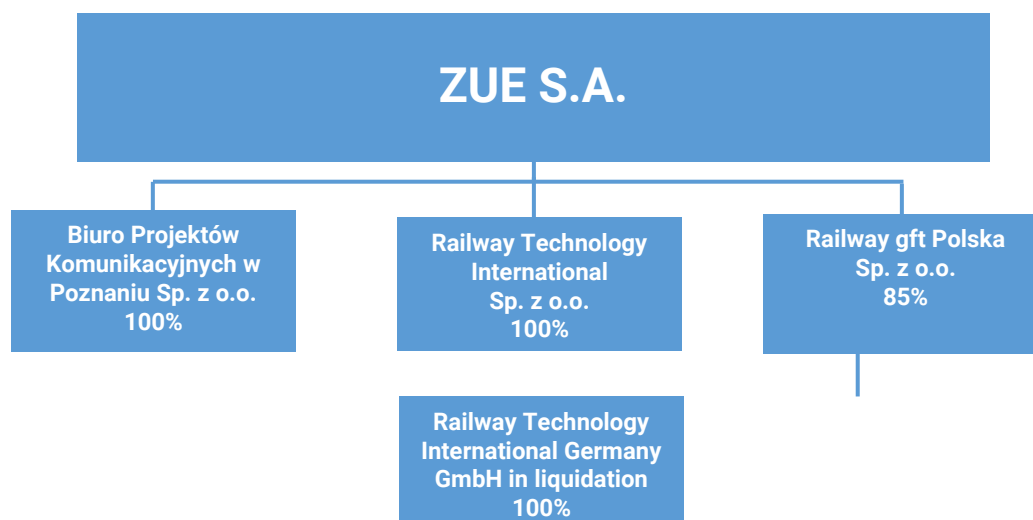 ZUE S.A.
Biuro Projektów
Komunikacyjnych w
Poznaniu Sp. z o.o.
100%
Railway Technology
International
Sp. z o.o.
100%
Railway gft Polska
Sp. z o.o.
85%
Railway Technology
International Germany
GmbH in liquidation
100%